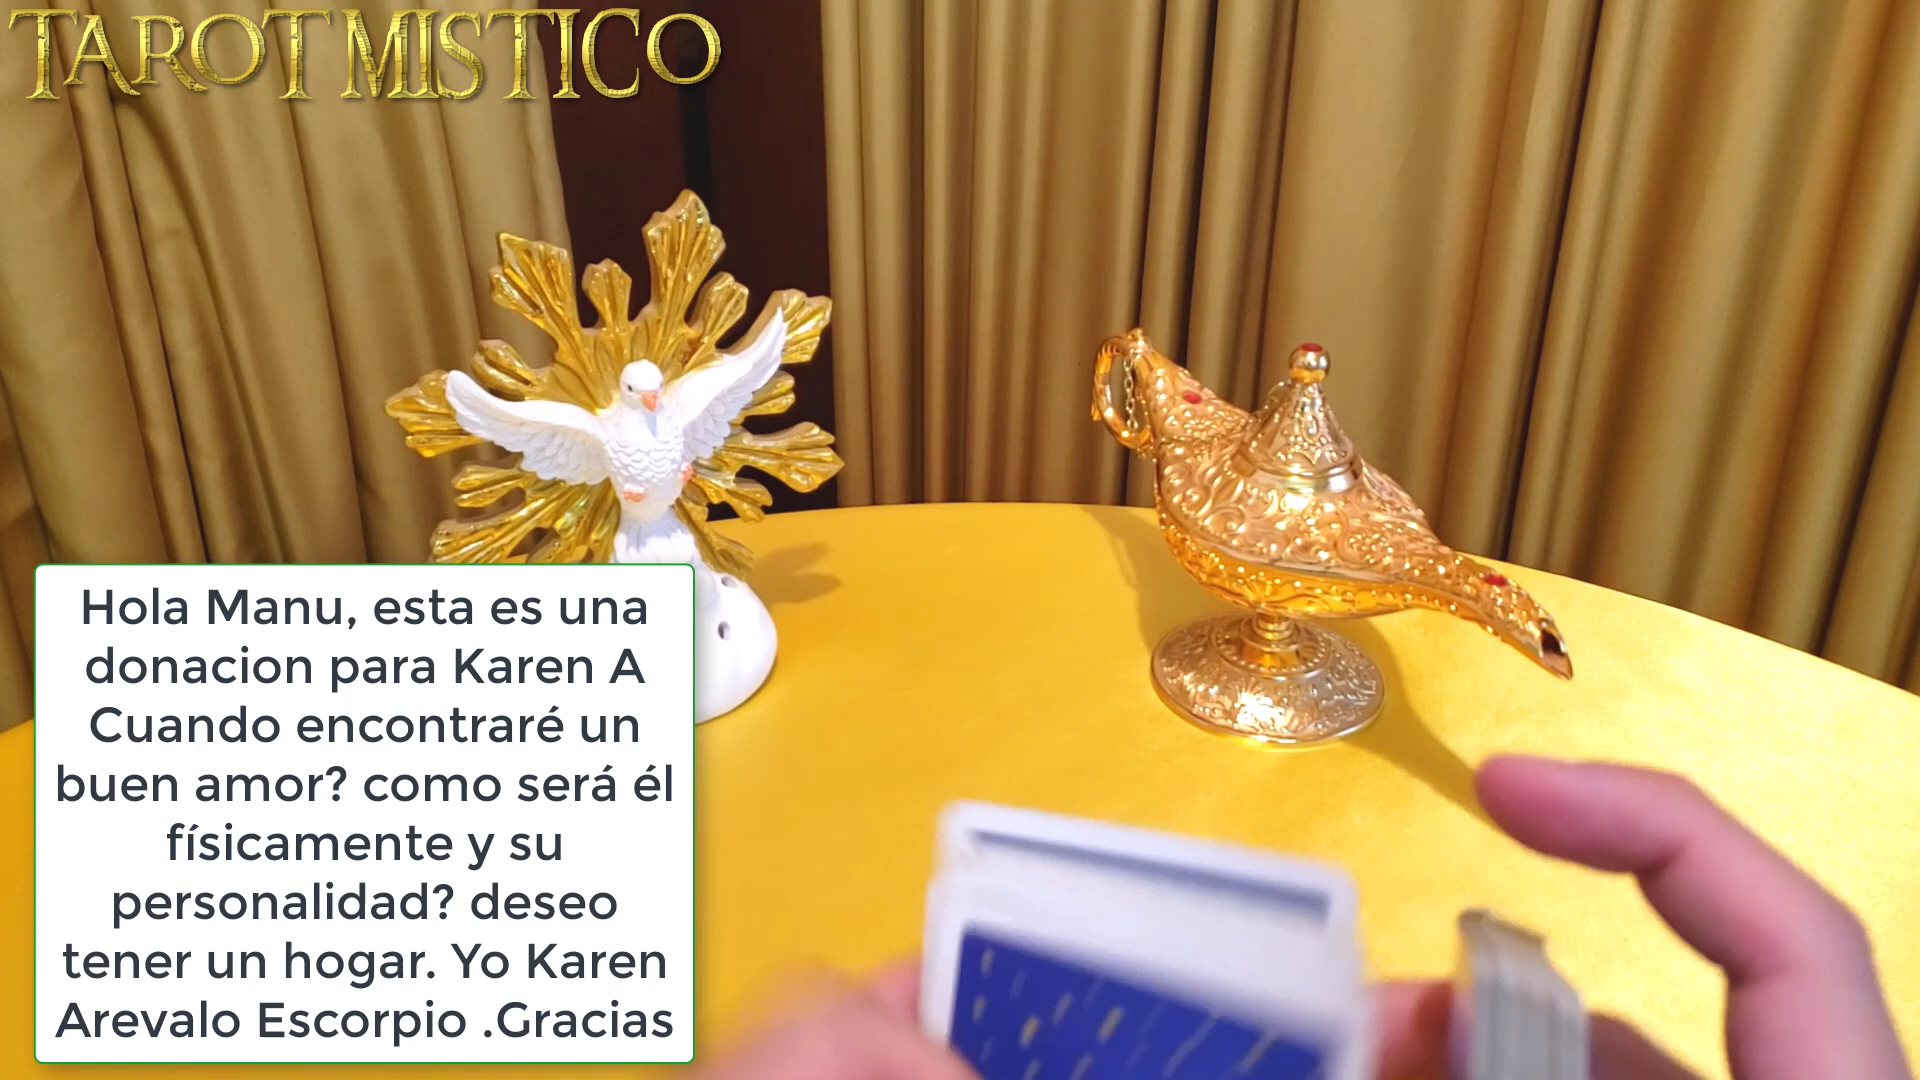 TAROT MISTICO
Hola Manu, esta es una
donacion para Karen A
Cuando encontraré un
buen amor? como será él
físicamente y su
personalidad? deseo
tener un hogar. Yo Karen
Arevalo Escorpio .Gracias